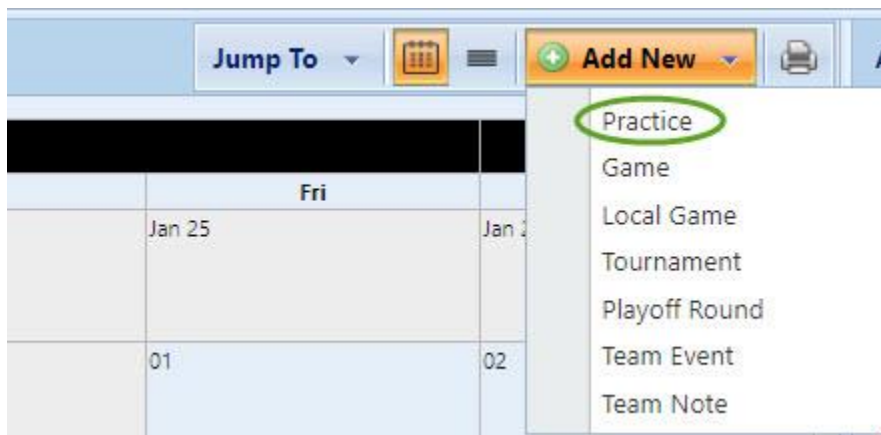 Jump To Add New
Practice
Game
Fri
Jan 25 Jan
Local Game
Tournament
Playoff Round
01 02
Team Event
Team Note